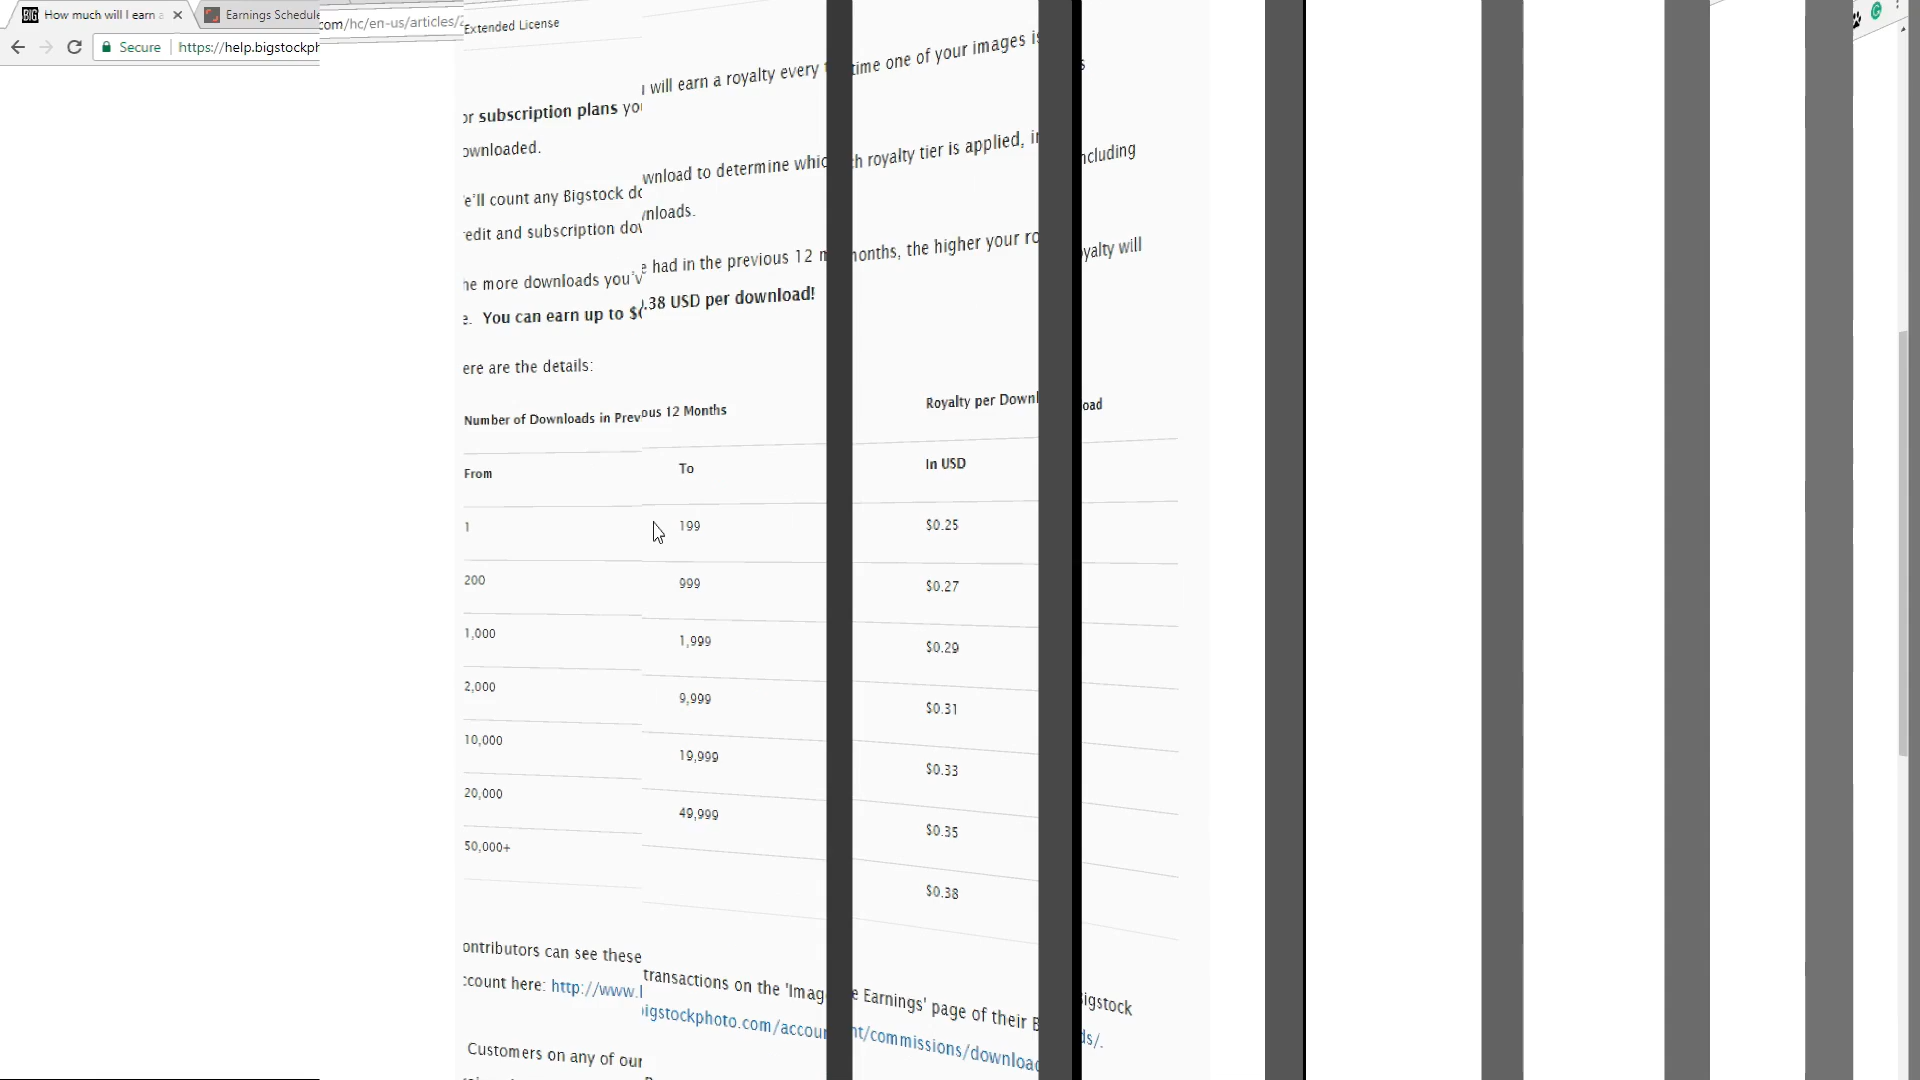 How much will I earn a
Earnings Schedule
Secure https://help.bigstockph
com/hc/en-us/articles/2
Extended License
or subscription plans you will earn a royalty every time one of your images is
ownloaded.
e'll count any Bigstock download to determine which royalty tier is applied, including
redit and subscription downloads.
he more downloads you've had in the previous 12 months, the higher your royalty will
e. You can earn up to $0.38 USD per download!
ere are the details:
Number of Downloads in Previous 12 Months Royalty per Download
From To In USD
1 199 $0.25
200 999 $0.27
1,000 1,999 $0.29
2,000 9,999 $0.31
10,000 19,999 $0.33
20,000 49,999 $0.35
50,000+ $0.38
ontributors can see these transactions on the 'Image Earnings' page of their Bigstock
ccount here: http://www.bigstockphoto.com/account/commissions/downloads/.
Customers on any of our